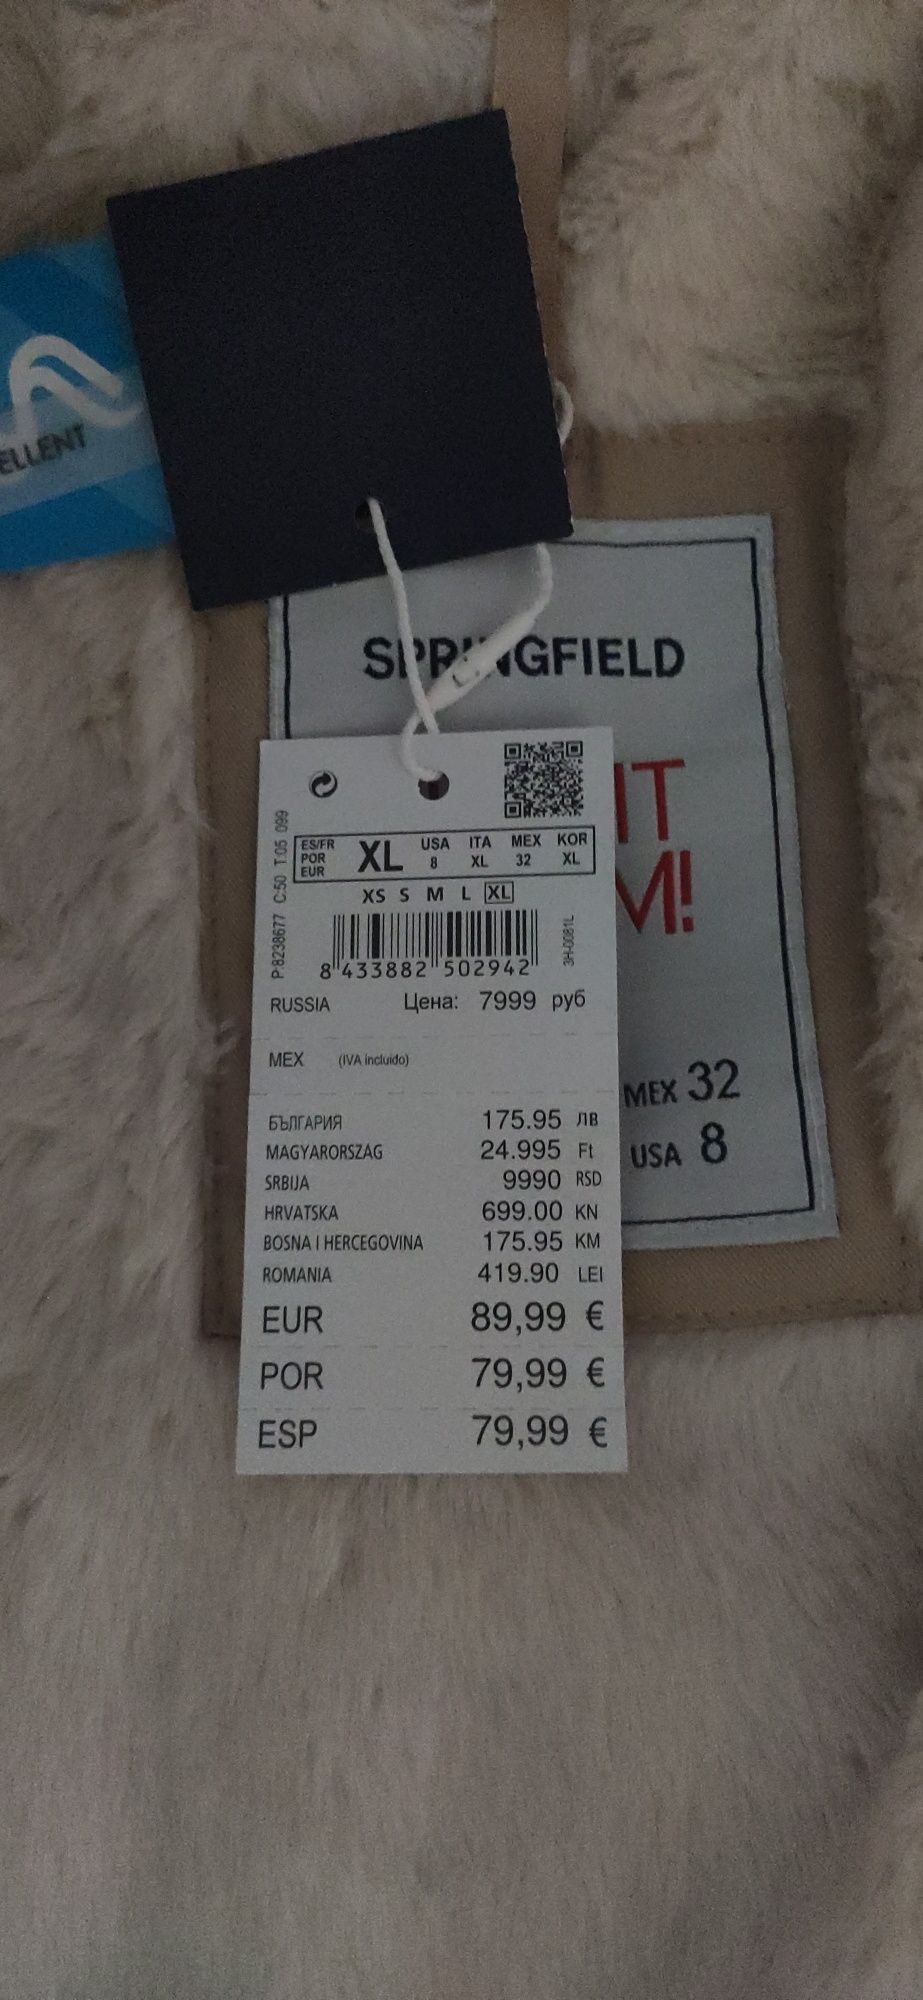 ELLENT
SPRINGFIELD
IT
M!
MEX 32
USA 8
P:8238677 C:50 T:05 099
ES/FR
POR
EUR
XL
USA
8
ITA
XL
MEX
32
KOR
XL
XS S M L XL
8 433882 502942
3H-0081L
RUSSIA Цена: 7999 руб
MEX (IVA incluido)
БЪЛГАРИЯ 175.95 ЛВ
MAGYARORSZÁG 24.995 Ft
SRBIJA 9990 RSD
HRVATSKA 699.00 KN
BOSNA I HERCEGOVINA 175.95 KM
ROMANIA 419.90 LEI
EUR 89,99 €
POR 79,99 €
ESP 79,99 €